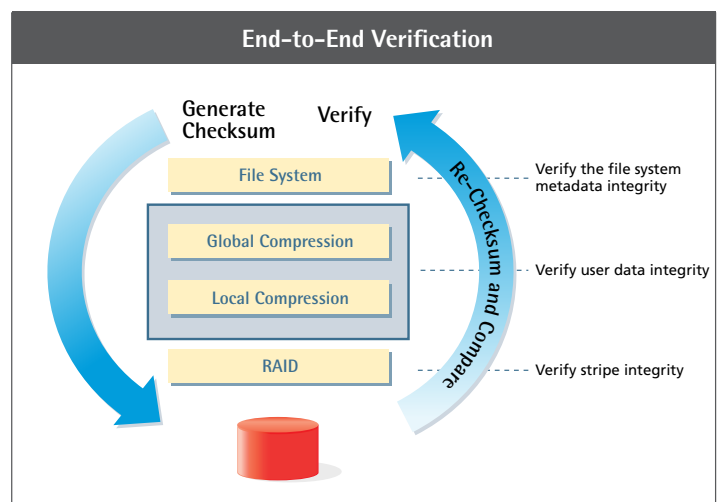 End-to-End Verification
Generate
Checksum
Verify
File System
Global Compression
Local Compression
RAID
Re-Checksum and Compare
Verify the file system
metadata integrity
Verify user data integrity
Verify stripe integrity